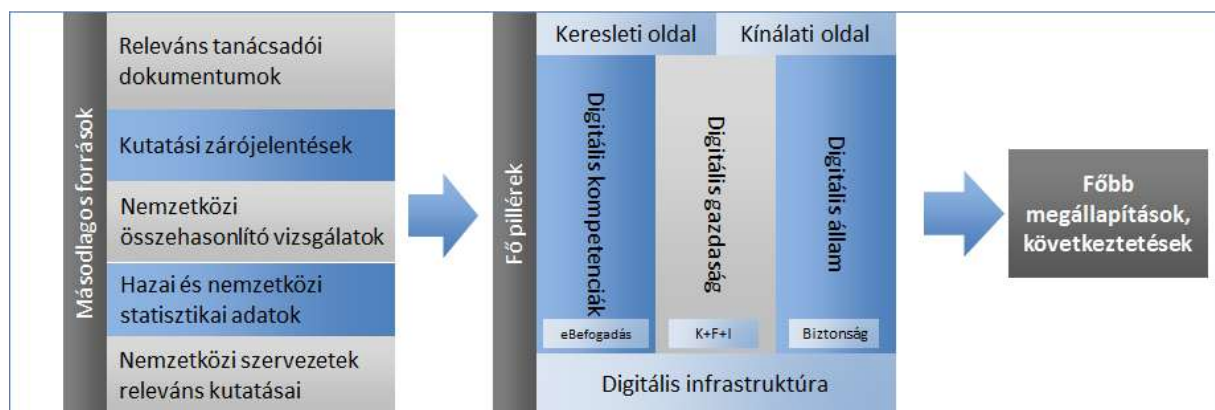 Másodlagos források
Releváns tanácsadói
dokumentumok
Kutatási zárójelentések
Nemzetközi
összehasonlító vizsgálatok
Hazai és nemzetközi
statisztikai adatok
Nemzetközi szervezetek
releváns kutatásai
Fő pillérek
Keresleti oldal
Kínálati oldal
Digitális kompetenciák
Digitális gazdaság
Digitális állam
eBefogadás
K+F+I
Biztonság
Digitális infrastruktúra
Főbb
megállapítások,
következtetések